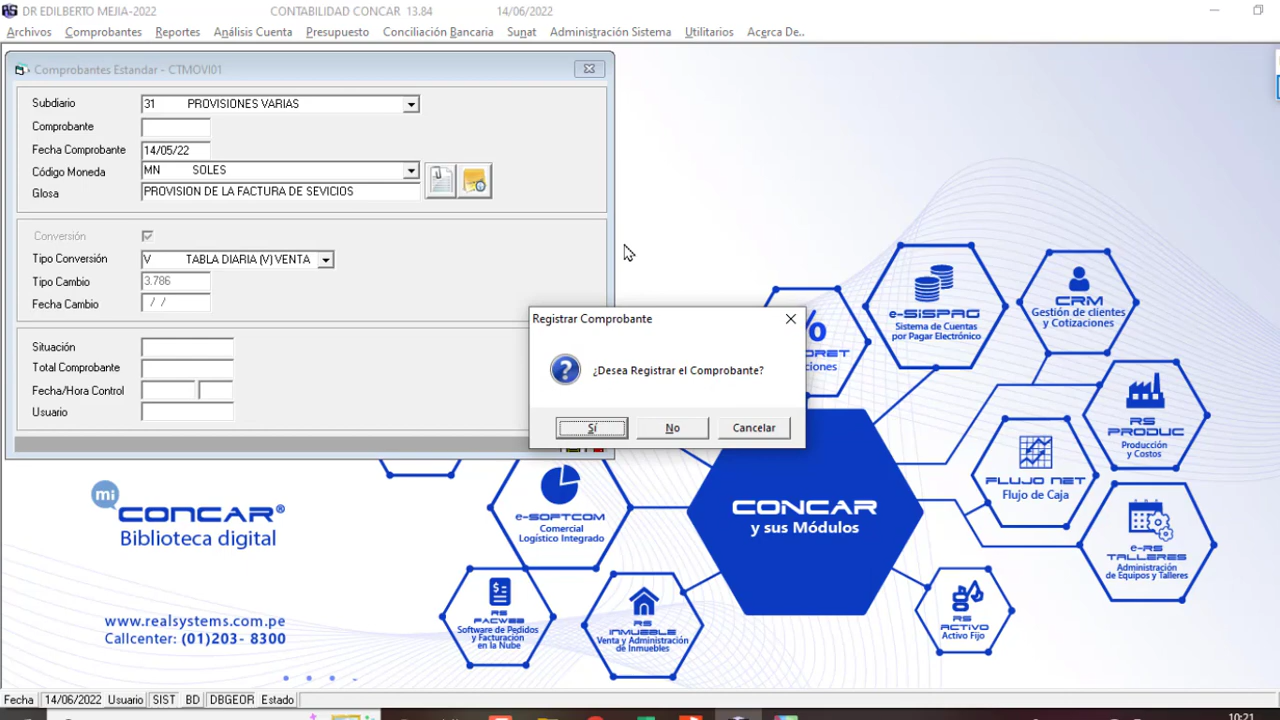 DR EDILBERTO MEJIA-2022 CONTABILIDAD CONCAR 13.84 14/06/2022
Archivos Comprobantes Reportes Análisis Cuenta Presupuesto Conciliación Bancaria Sunat Administración Sistema Utilitarios Acerca De..
Comprobantes Estandar - CTMOVI01
Subdiario 31 PROVISIONES VARIAS
Comprobante
Fecha Comprobante 14/05/22
Código Moneda MN SOLES
Glosa PROVISION DE LA FACTURA DE SEVICIOS
Conversión
Tipo Conversión V TABLA DIARIA (V) VENTA
Tipo Cambio 3.786
Fecha Cambio / /
Situación
Total Comprobante
Fecha/Hora Control
Usuario
Registrar Comprobante
¿Desea Registrar el Comprobante?
Sí No Cancelar
%
e-SISPAG
Sistema de Cuentas
por Pagar Electrónico
CRM
Gestión de clientes
y Cotizaciones
RS
PRODUC
Producción
y Costos
FLUJO NET
Flujo de Caja
CONCAR
y sus Módulos
e-SOFTCOM
Comercial
Logístico Integrado
e-RS
TALLERES
Administración
de Equipos y Talleres
RS
FACWEB
Software de Pedidos
y Facturación
en la Nube
RS
INMUEBLE
Venta y Administración
de Inmuebles
RS
ACTIVO
Activo Fijo
mi
CONCAR®
Biblioteca digital
www.realsystems.com.pe
Callcenter: (01)203- 8300
Fecha 14/06/2022 Usuario SIST BD DBGEOR Estado
10:21